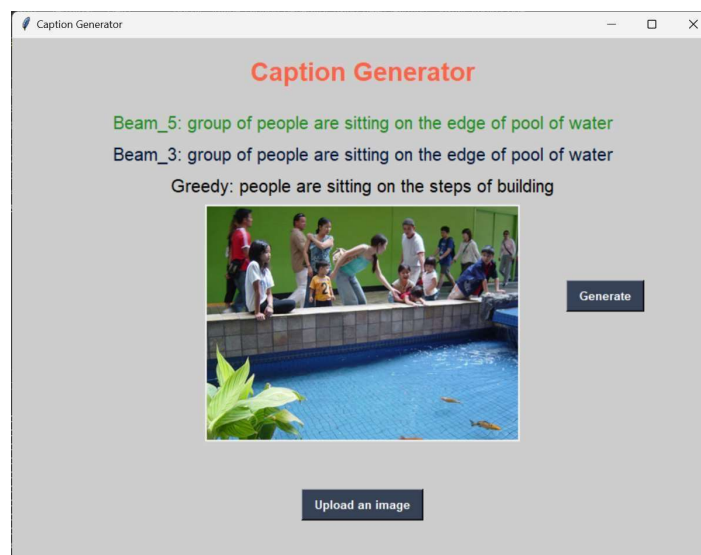 Caption Generator
Caption Generator
Beam_5: group of people are sitting on the edge of pool of water
Beam_3: group of people are sitting on the edge of pool of water
Greedy: people are sitting on the steps of building
Generate
Upload an image